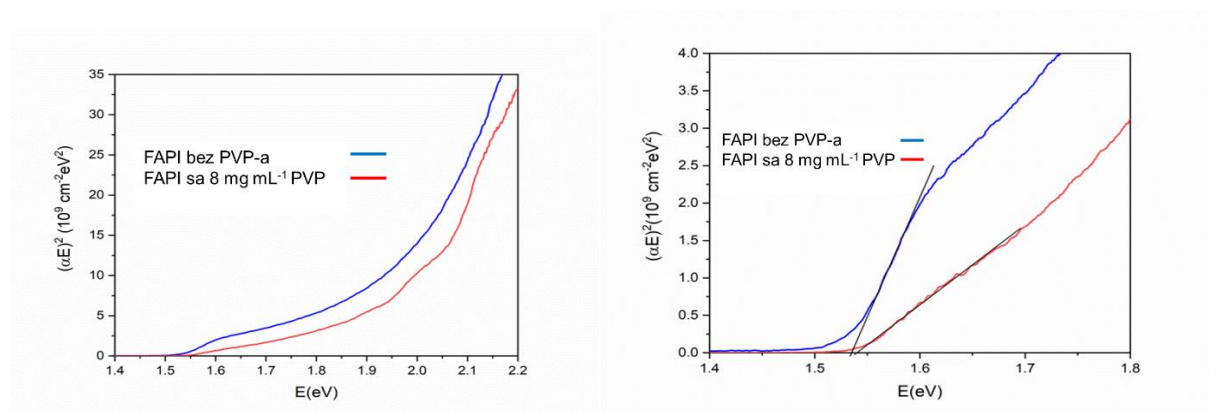 35
30
25
20
15
10
5
0
(αE)² (10⁹ cm⁻²eV²)
FAPI bez PVP-a
FAPI sa 8 mg mL⁻¹ PVP
1.4 1.5 1.6 1.7 1.8 1.9 2.0 2.1 2.2
E(eV)
4.0
3.5
3.0
2.5
2.0
1.5
1.0
0.5
0.0
(αE)²(10⁹ cm⁻²eV²)
FAPI bez PVP-a
FAPI sa 8 mg mL⁻¹ PVP
1.4 1.5 1.6 1.7 1.8
E(eV)